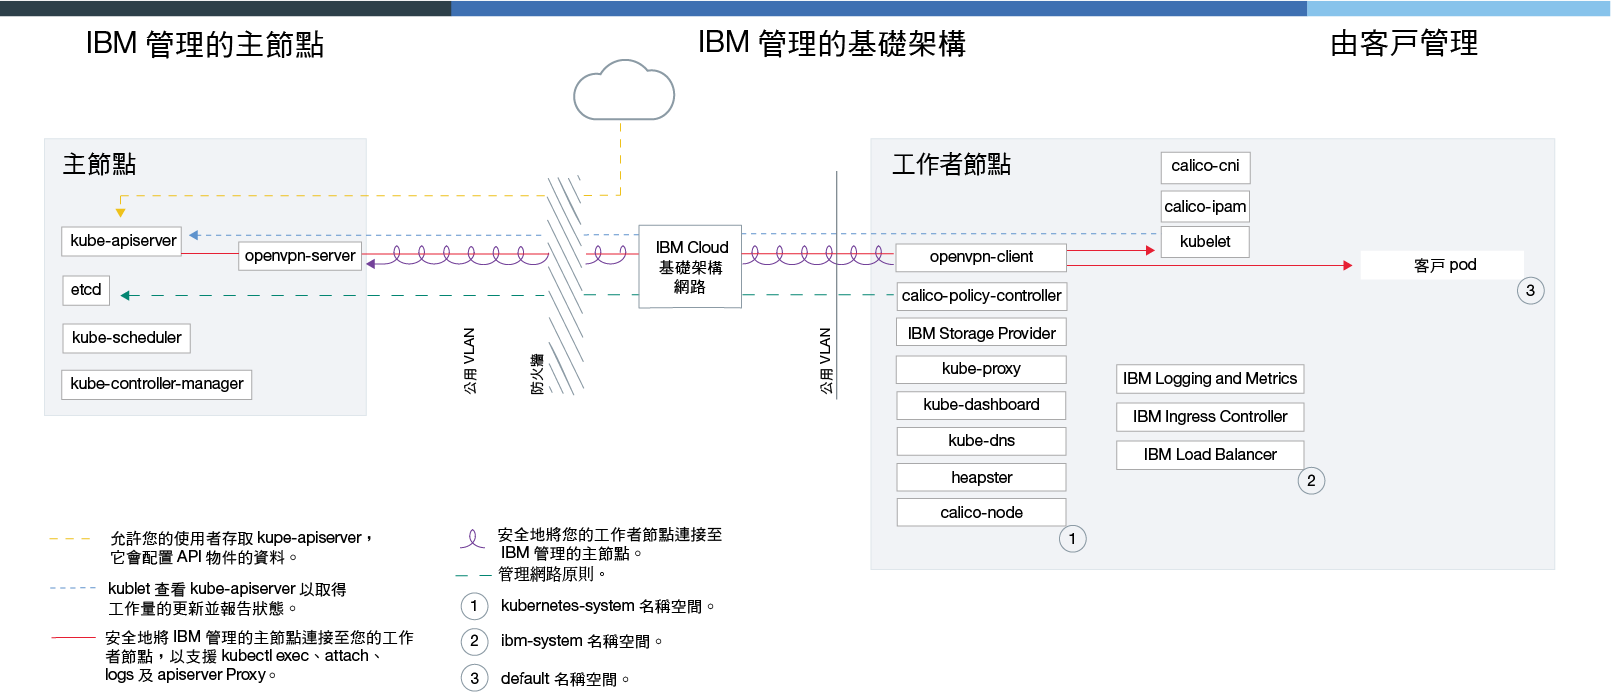 IBM 管理的主節點
IBM 管理的基礎架構
由客戶管理
主節點
kube-apiserver
openvpn-server
etcd
kube-scheduler
kube-controller-manager
公用 VLAN
防火牆
IBM Cloud
基礎架構
網路
公用 VLAN
工作者節點
calico-cni
calico-ipam
kubelet
openvpn-client
客戶 pod
3
calico-policy-controller
IBM Storage Provider
kube-proxy
kube-dashboard
kube-dns
heapster
calico-node
1
IBM Logging and Metrics
IBM Ingress Controller
IBM Load Balancer
2
允許您的使用者存取 kupe-apiserver，
它會配置 API 物件的資料。
kublet 查看 kube-apiserver 以取得
工作量的更新並報告狀態。
安全地將 IBM 管理的主節點連接至您的工作
者節點，以支援 kubectl exec、attach、
logs 及 apiserver Proxy。
安全地將您的工作者節點連接至
IBM 管理的主節點。
管理網路原則。
1 kubernetes-system 名稱空間。
2 ibm-system 名稱空間。
3 default 名稱空間。